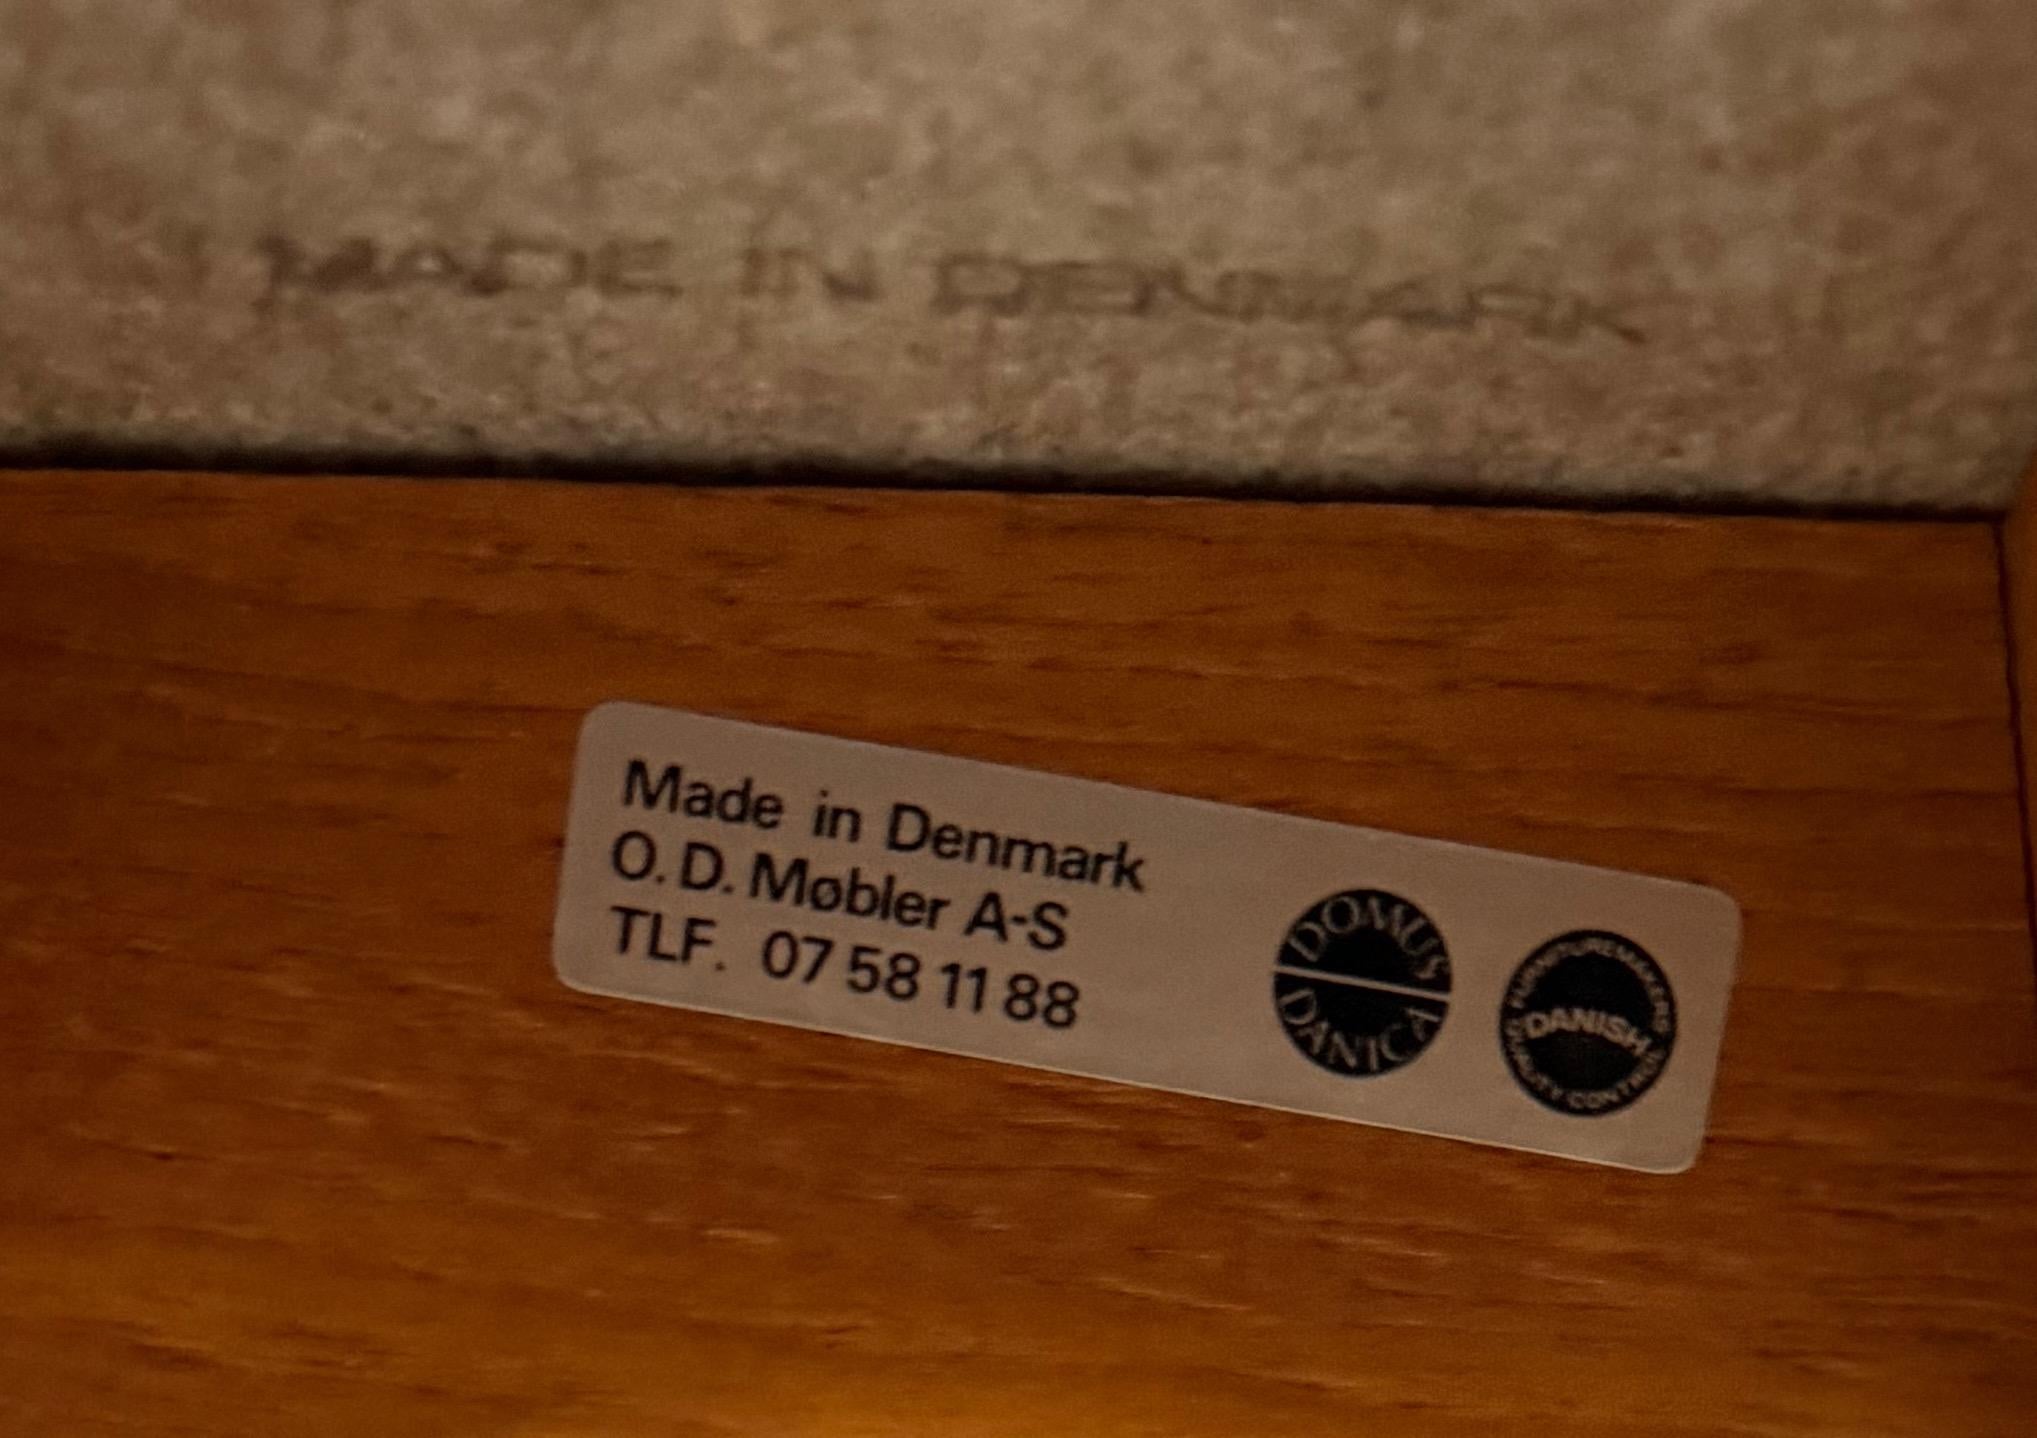 MADE IN DENMARK
Made in Denmark
O.D. Møbler A-S
TLF. 07 58 11 88
DOMUS
DANICA
FURNITUREMAKERS
DANISH
QUALITY CONTROL